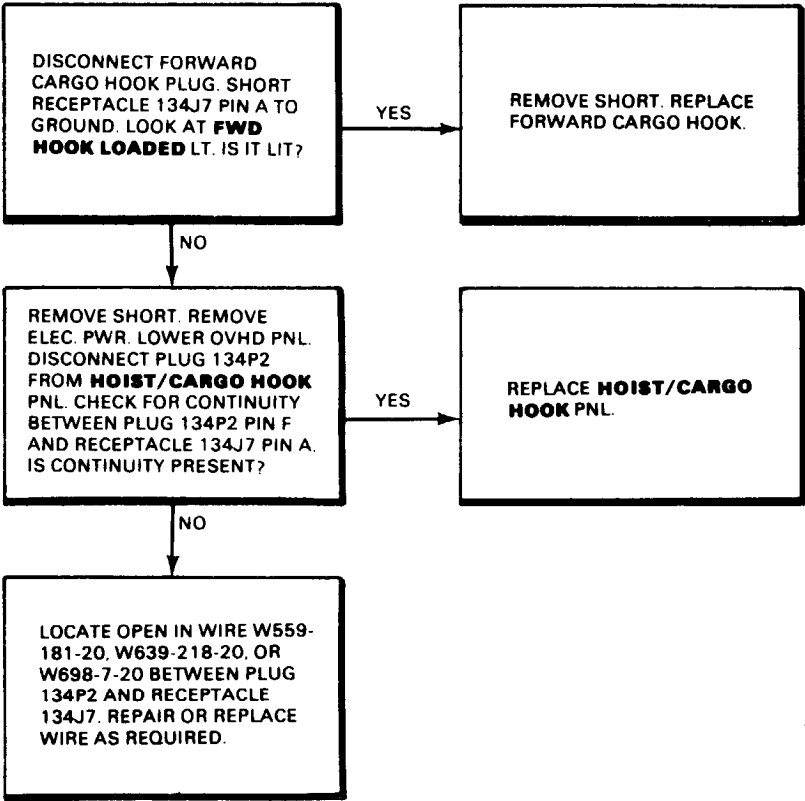 DISCONNECT FORWARD
CARGO HOOK PLUG. SHORT
RECEPTACLE 134J7 PIN A TO
GROUND. LOOK AT FWD
HOOK LOADED LT. IS IT LIT?
YES
REMOVE SHORT. REPLACE
FORWARD CARGO HOOK.
NO
REMOVE SHORT. REMOVE
ELEC. PWR. LOWER OVHD PNL.
DISCONNECT PLUG 134P2
FROM HOIST/CARGO HOOK
PNL. CHECK FOR CONTINUITY
BETWEEN PLUG 134P2 PIN F
AND RECEPTACLE 134J7 PIN A.
IS CONTINUITY PRESENT?
YES
REPLACE HOIST/CARGO
HOOK PNL.
NO
LOCATE OPEN IN WIRE W559-
181-20, W639-218-20, OR
W698-7-20 BETWEEN PLUG
134P2 AND RECEPTACLE
134J7. REPAIR OR REPLACE
WIRE AS REQUIRED.